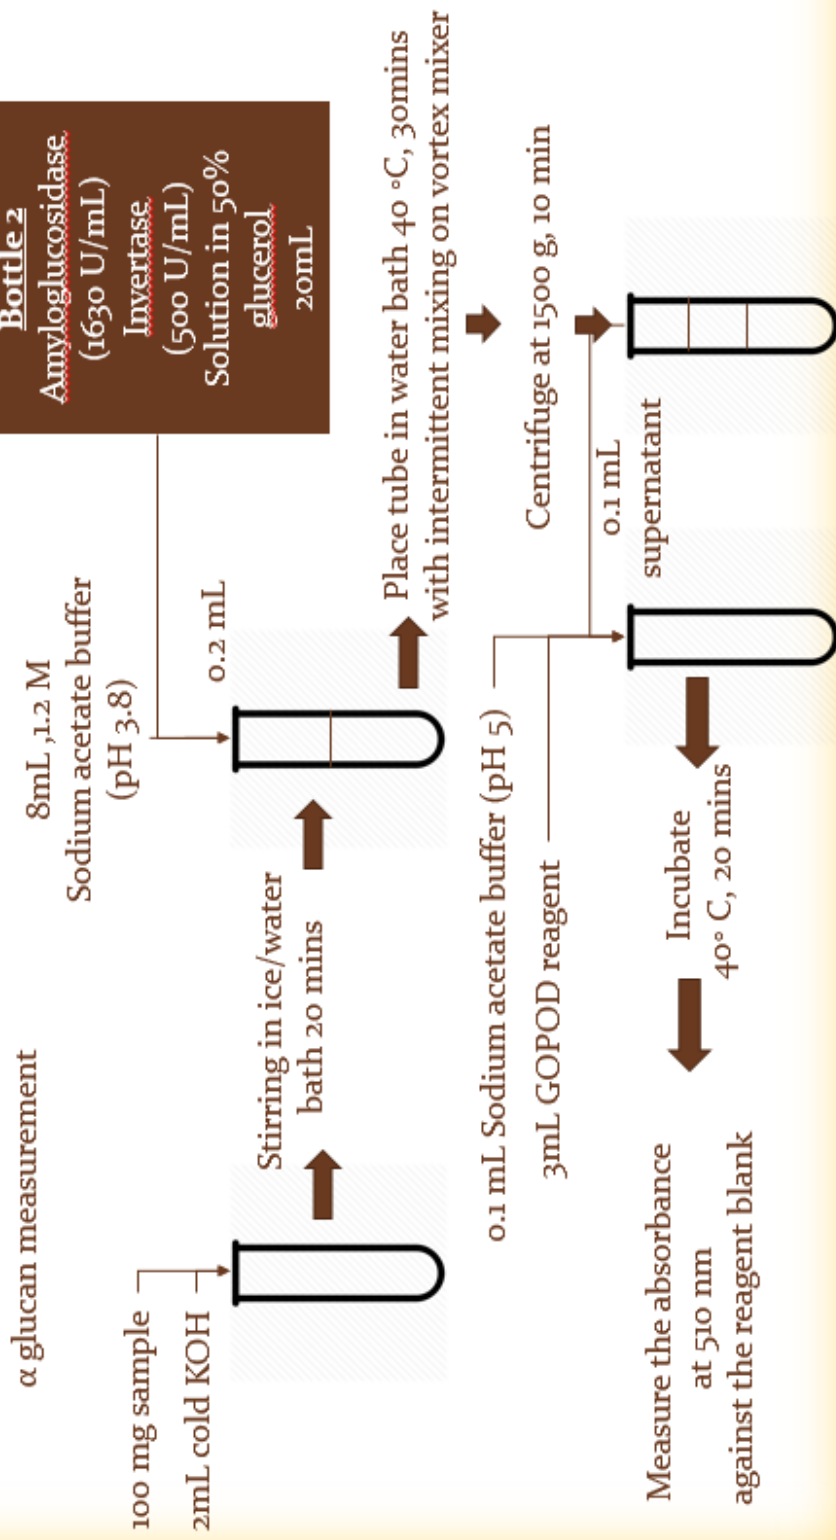 α glucan measurement
100 mg sample
2mL cold KOH
Stirring in ice/water
bath 20 mins
8mL ,1.2 M
Sodium acetate buffer
(pH 3.8)
0.2 mL
Bottle 2
Amyloglucosidase
(1630 U/mL)
Invertase
(500 U/mL)
Solution in 50%
glucerol
20mL
Place tube in water bath 40 °C, 30mins
with intermittent mixing on vortex mixer
Centrifuge at 1500 g, 10 min
0.1 mL
supernatant
0.1 mL Sodium acetate buffer (pH 5)
3mL GOPOD reagent
Incubate
40° C, 20 mins
Measure the absorbance
at 510 nm
against the reagent blank